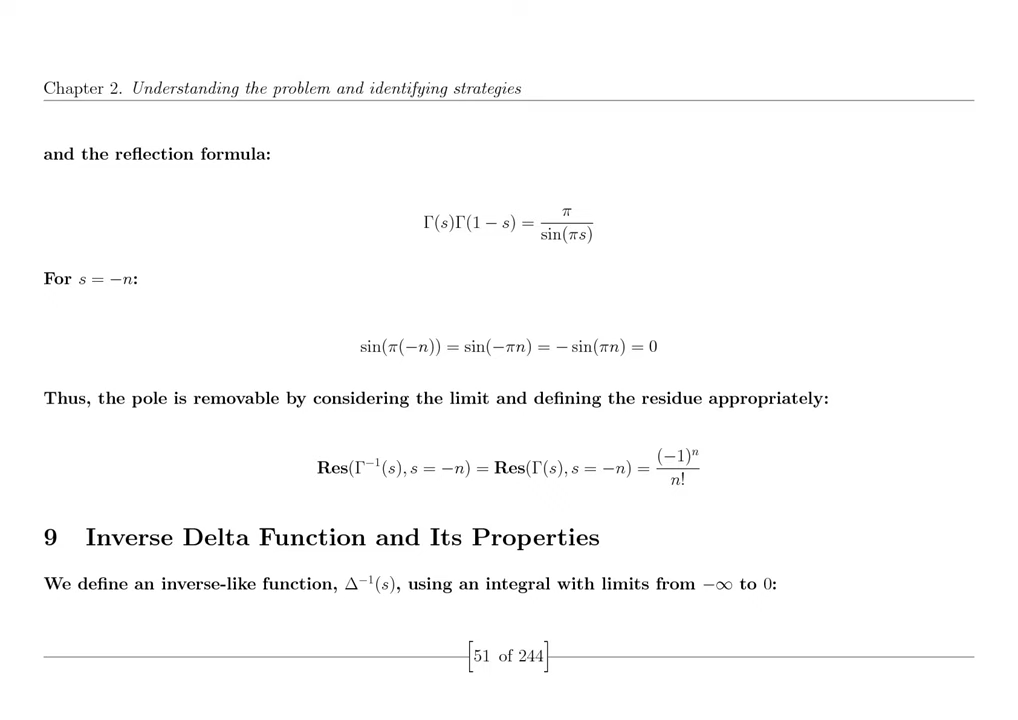 Chapter 2. Understanding the problem and identifying strategies
and the reflection formula:
Γ(s)Γ(1 − s) = π / sin(πs)
For s = −n:
sin(π(−n)) = sin(−πn) = − sin(πn) = 0
Thus, the pole is removable by considering the limit and defining the residue appropriately:
Res(Γ⁻¹(s), s = −n) = Res(Γ(s), s = −n) = (−1)ⁿ / n!
9 Inverse Delta Function and Its Properties
We define an inverse-like function, Δ⁻¹(s), using an integral with limits from −∞ to 0:
[51 of 244]